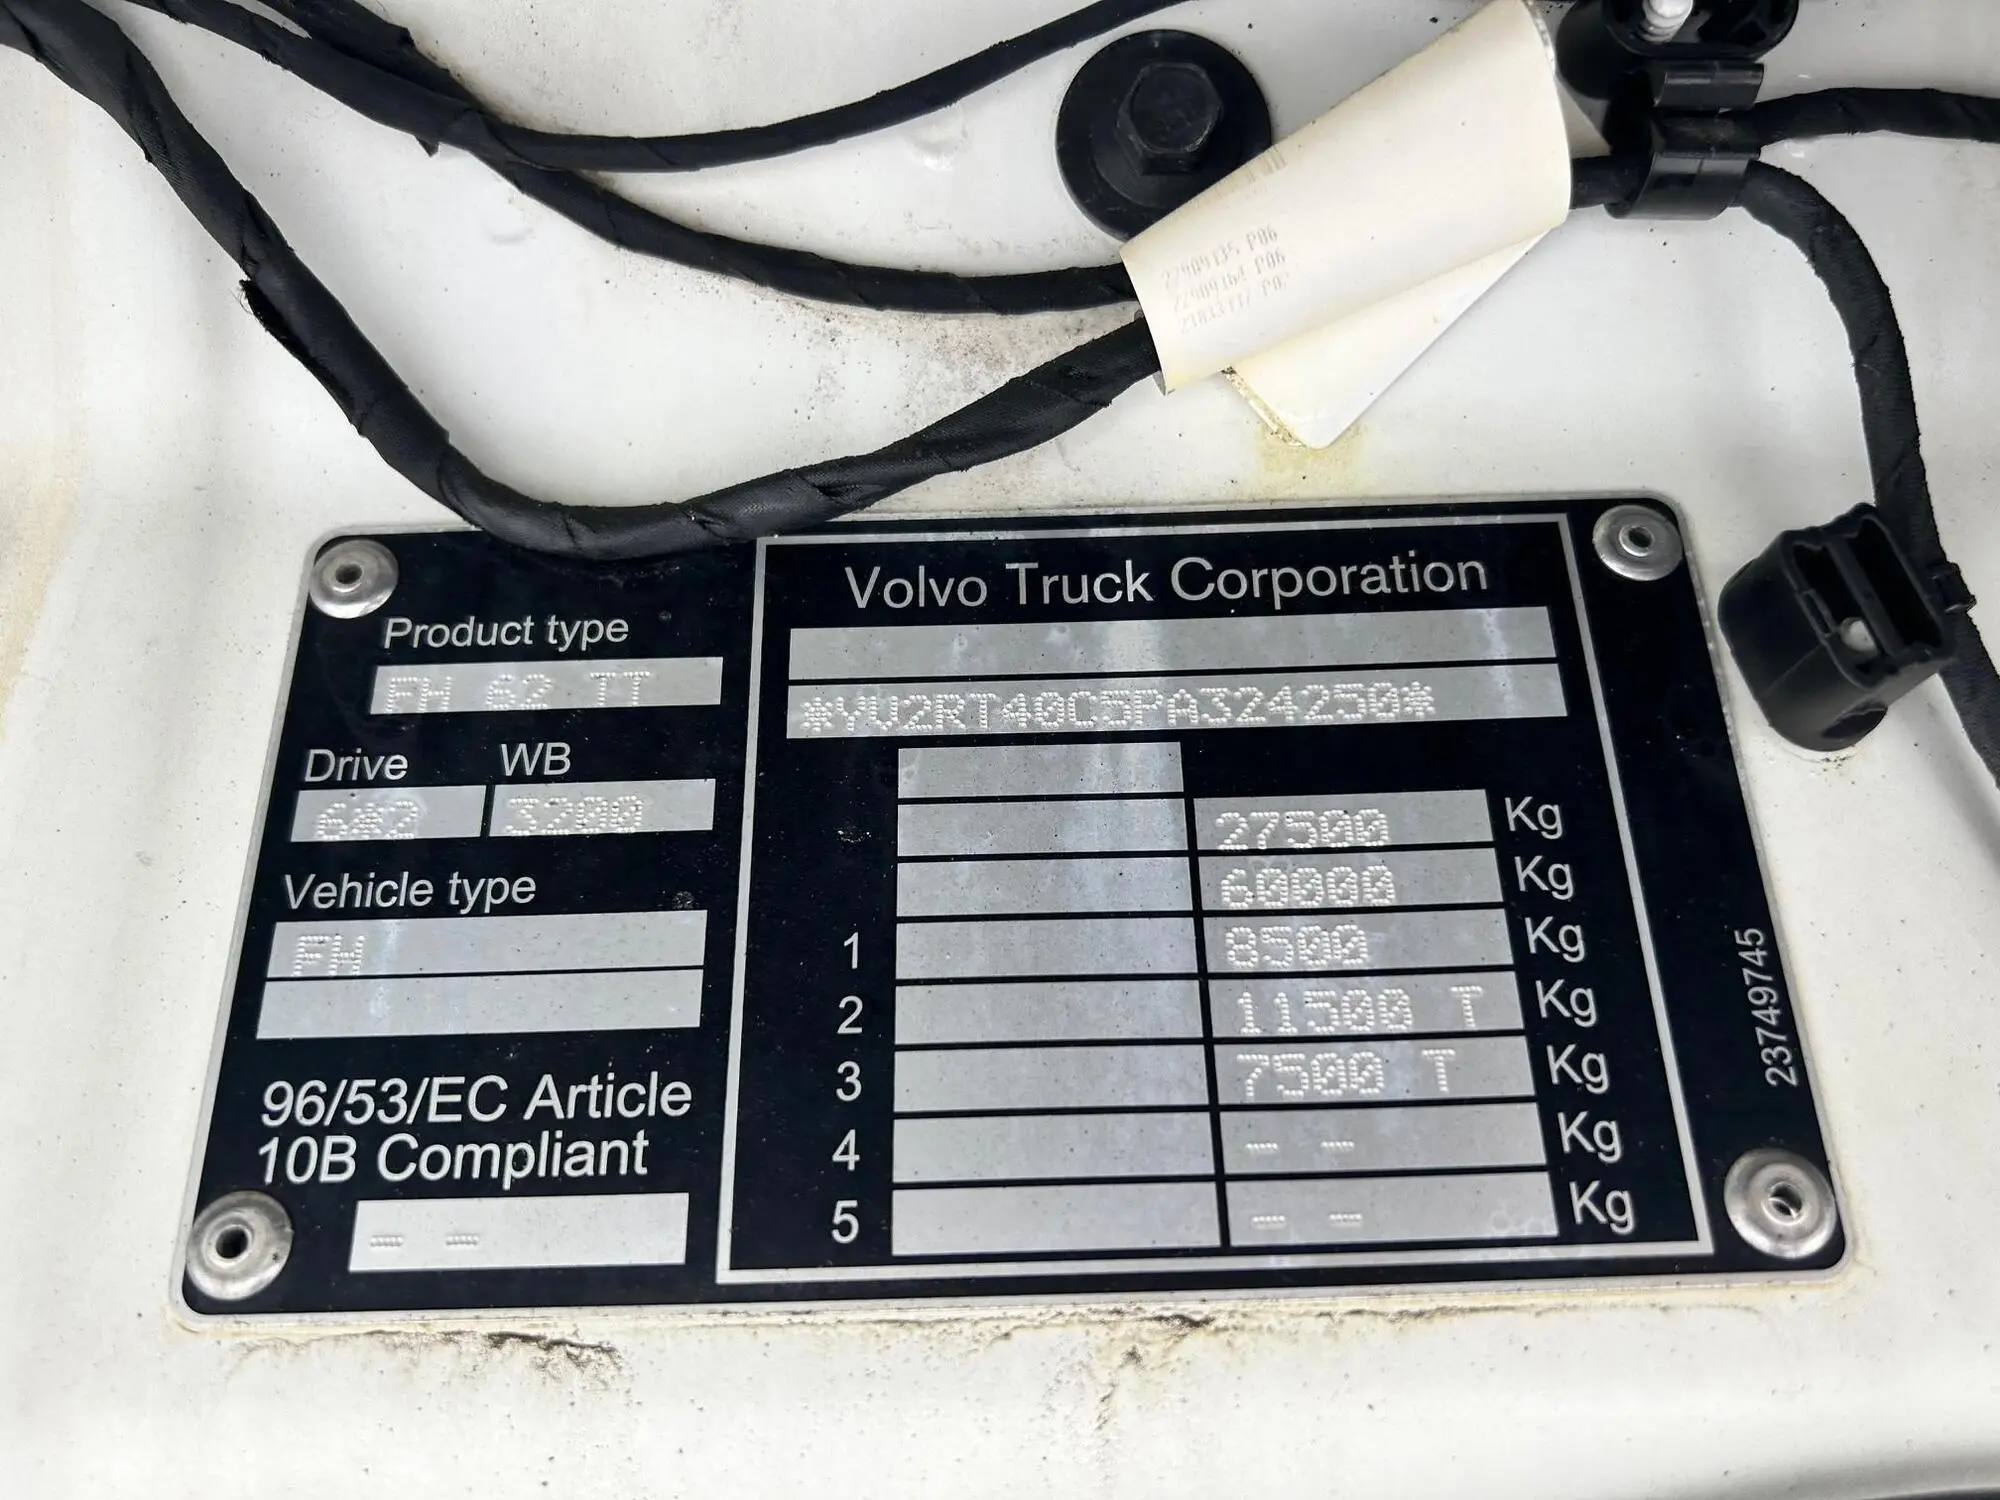 22909164 P06
Volvo Truck Corporation
Product type
FH 62 TT
*YV2RT40C5PA324250*
Drive WB
6*2 3200
27500 Kg
60000 Kg
Vehicle type
FH
1 8500 Kg
2 11500 T Kg
3 7500 T Kg
4 - - Kg
5 - - Kg
96/53/EC Article
10B Compliant
- -
23749745